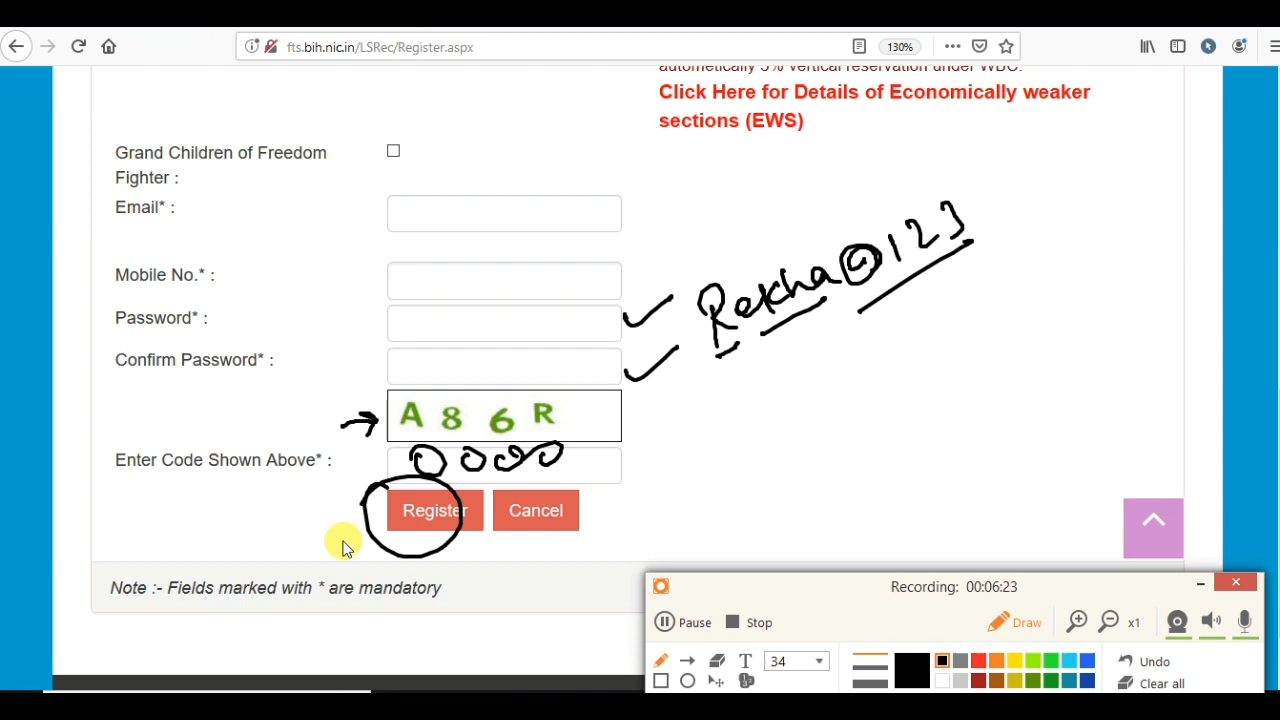 fts.bih.nic.in/LSRec/Register.aspx
130%
Click Here for Details of Economically weaker
sections (EWS)
Grand Children of Freedom
Fighter :
Email* :
Mobile No.* :
Password* :
Rekha@123
Confirm Password* :
A 8 6 R
Enter Code Shown Above* :
0000
Register
Cancel
Note :- Fields marked with * are mandatory
Recording: 00:06:23
Pause
Stop
Draw
x1
T
34
Undo
Clear all